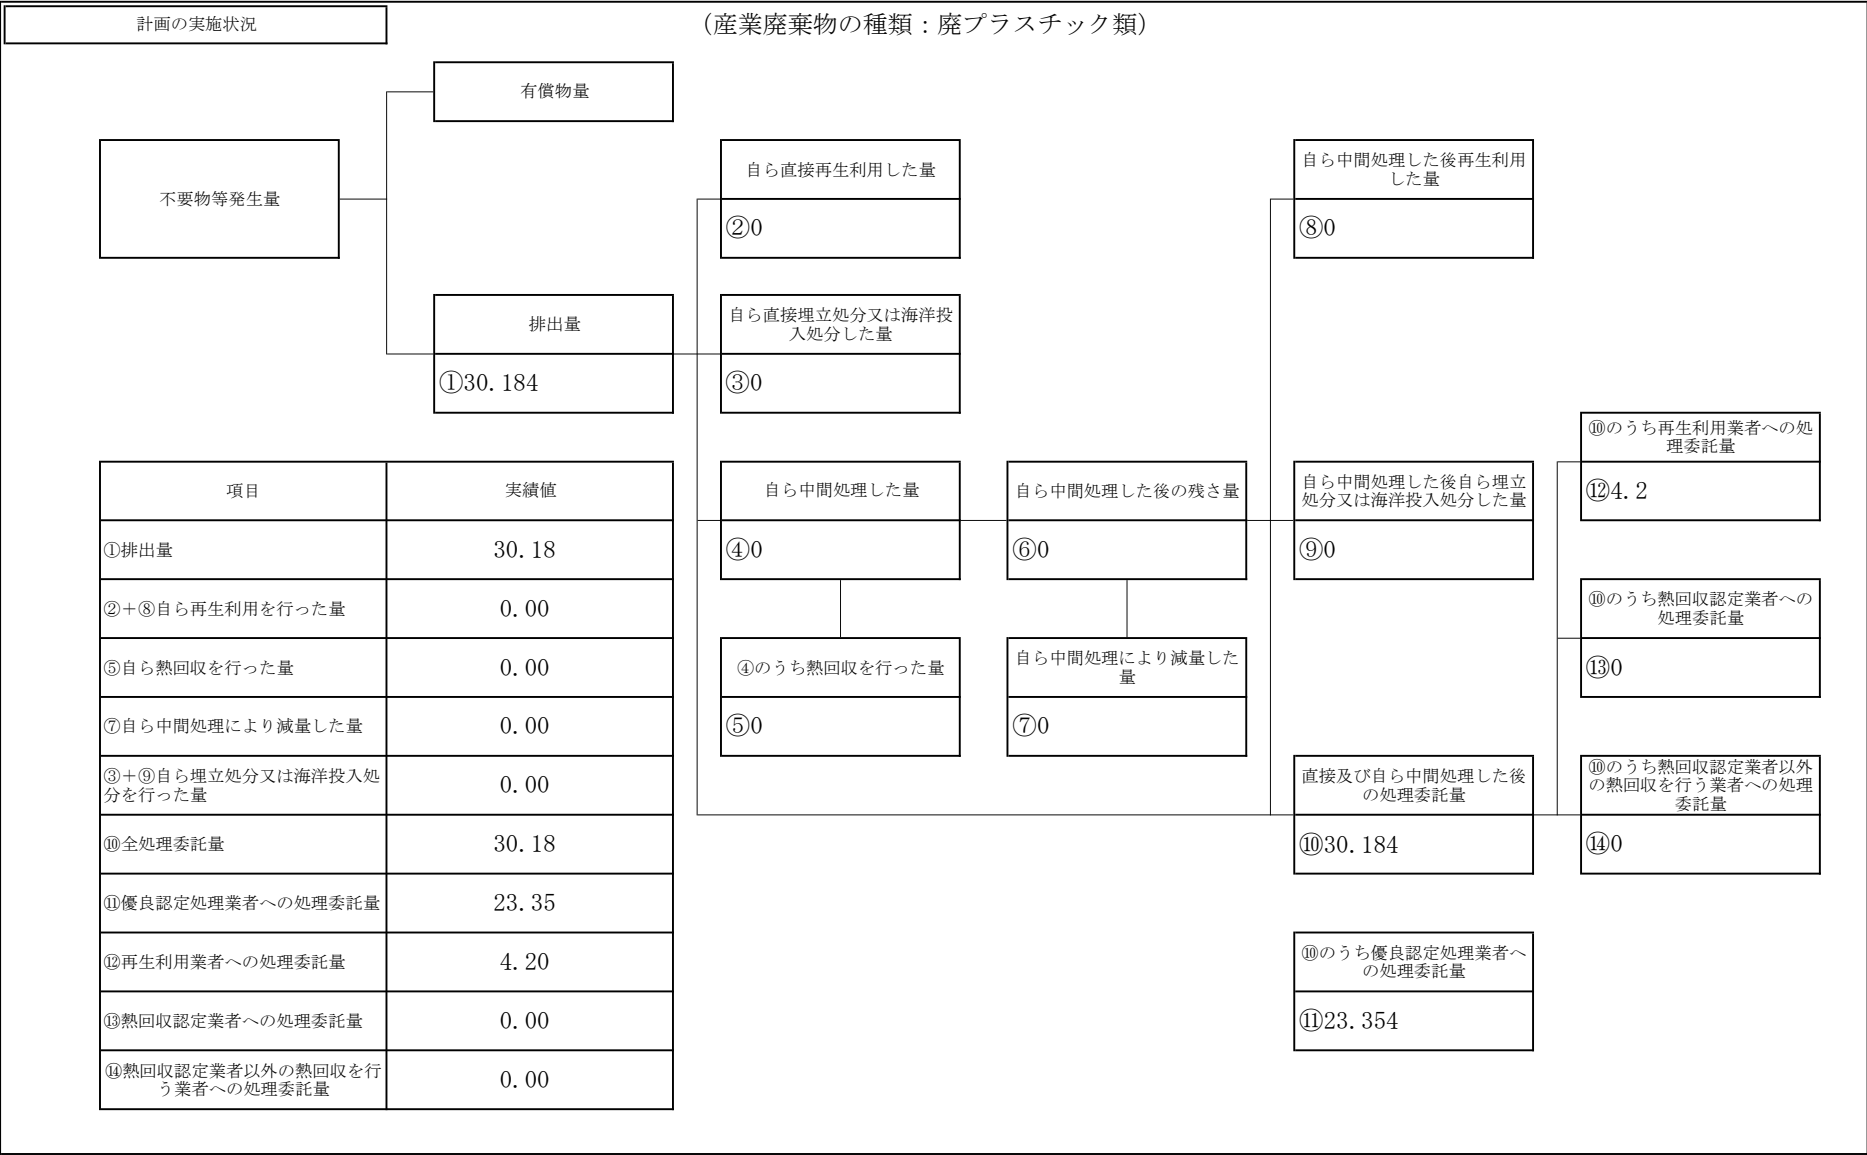 計画の実施状況
（産業廃棄物の種類：廃プラスチック類）
有償物量
不要物等発生量
自ら直接再生利用した量
②0
自ら中間処理した後再生利用
した量
⑧0
排出量
①30.184
自ら直接埋立処分又は海洋投
入処分した量
③0
⑩のうち再生利用業者への処
理委託量
⑫4.2
項目
実績値
①排出量
30.18
②＋⑧自ら再生利用を行った量
0.00
⑤自ら熱回収を行った量
0.00
⑦自ら中間処理により減量した量
0.00
③＋⑨自ら埋立処分又は海洋投入処
分を行った量
0.00
⑩全処理委託量
30.18
⑪優良認定処理業者への処理委託量
23.35
⑫再生利用業者への処理委託量
4.20
⑬熱回収認定業者への処理委託量
0.00
⑭熱回収認定業者以外の熱回収を行
う業者への処理委託量
0.00
自ら中間処理した量
④0
自ら中間処理した後の残さ量
⑥0
自ら中間処理した後自ら埋立
処分又は海洋投入処分した量
⑨0
④のうち熱回収を行った量
⑤0
自ら中間処理により減量した
量
⑦0
⑩のうち熱回収認定業者への
処理委託量
⑬0
直接及び自ら中間処理した後
の処理委託量
⑩30.184
⑩のうち熱回収認定業者以外
の熱回収を行う業者への処理
委託量
⑭0
⑩のうち優良認定処理業者へ
の処理委託量
⑪23.354